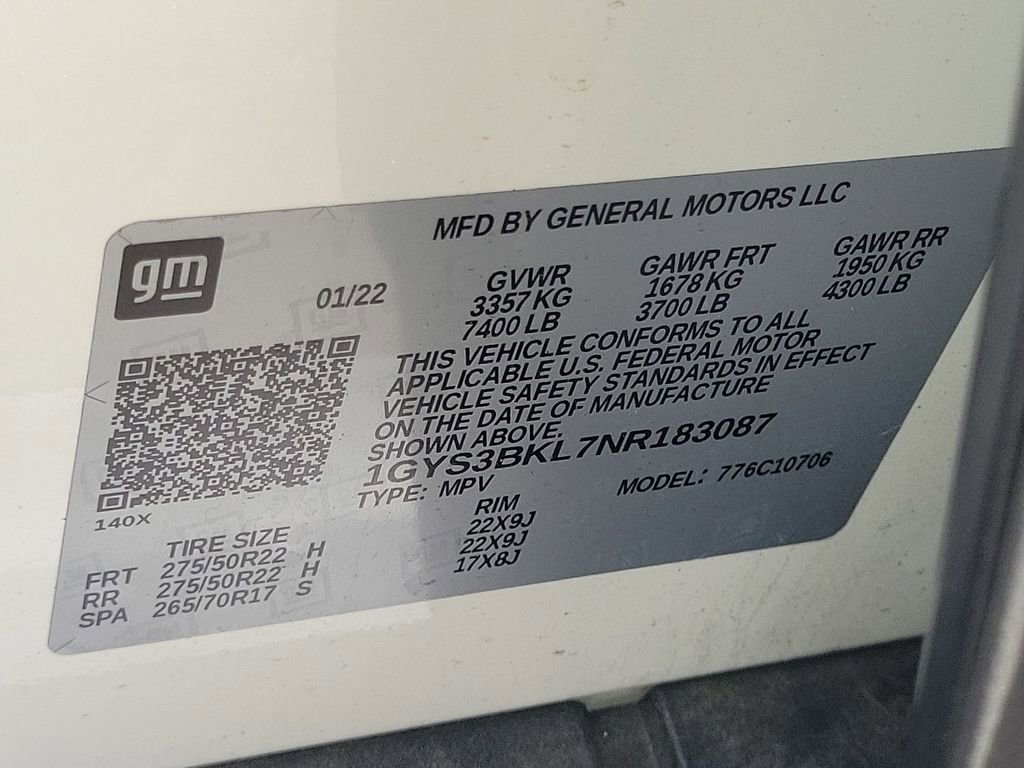 MFD BY GENERAL MOTORS LLC
gm
01/22
GVWR
3357 KG
7400 LB
GAWR FRT
1678 KG
3700 LB
GAWR RR
1950 KG
4300 LB
THIS VEHICLE CONFORMS TO ALL
APPLICABLE U.S. FEDERAL MOTOR
VEHICLE SAFETY STANDARDS IN EFFECT
ON THE DATE OF MANUFACTURE
SHOWN ABOVE.
1GYS3BKL7NR183087
TYPE: MPV
MODEL: 776C10706
140X
TIRE SIZE RIM
FRT 275/50R22 H 22X9J
RR 275/50R22 H 22X9J
SPA 265/70R17 S 17X8J